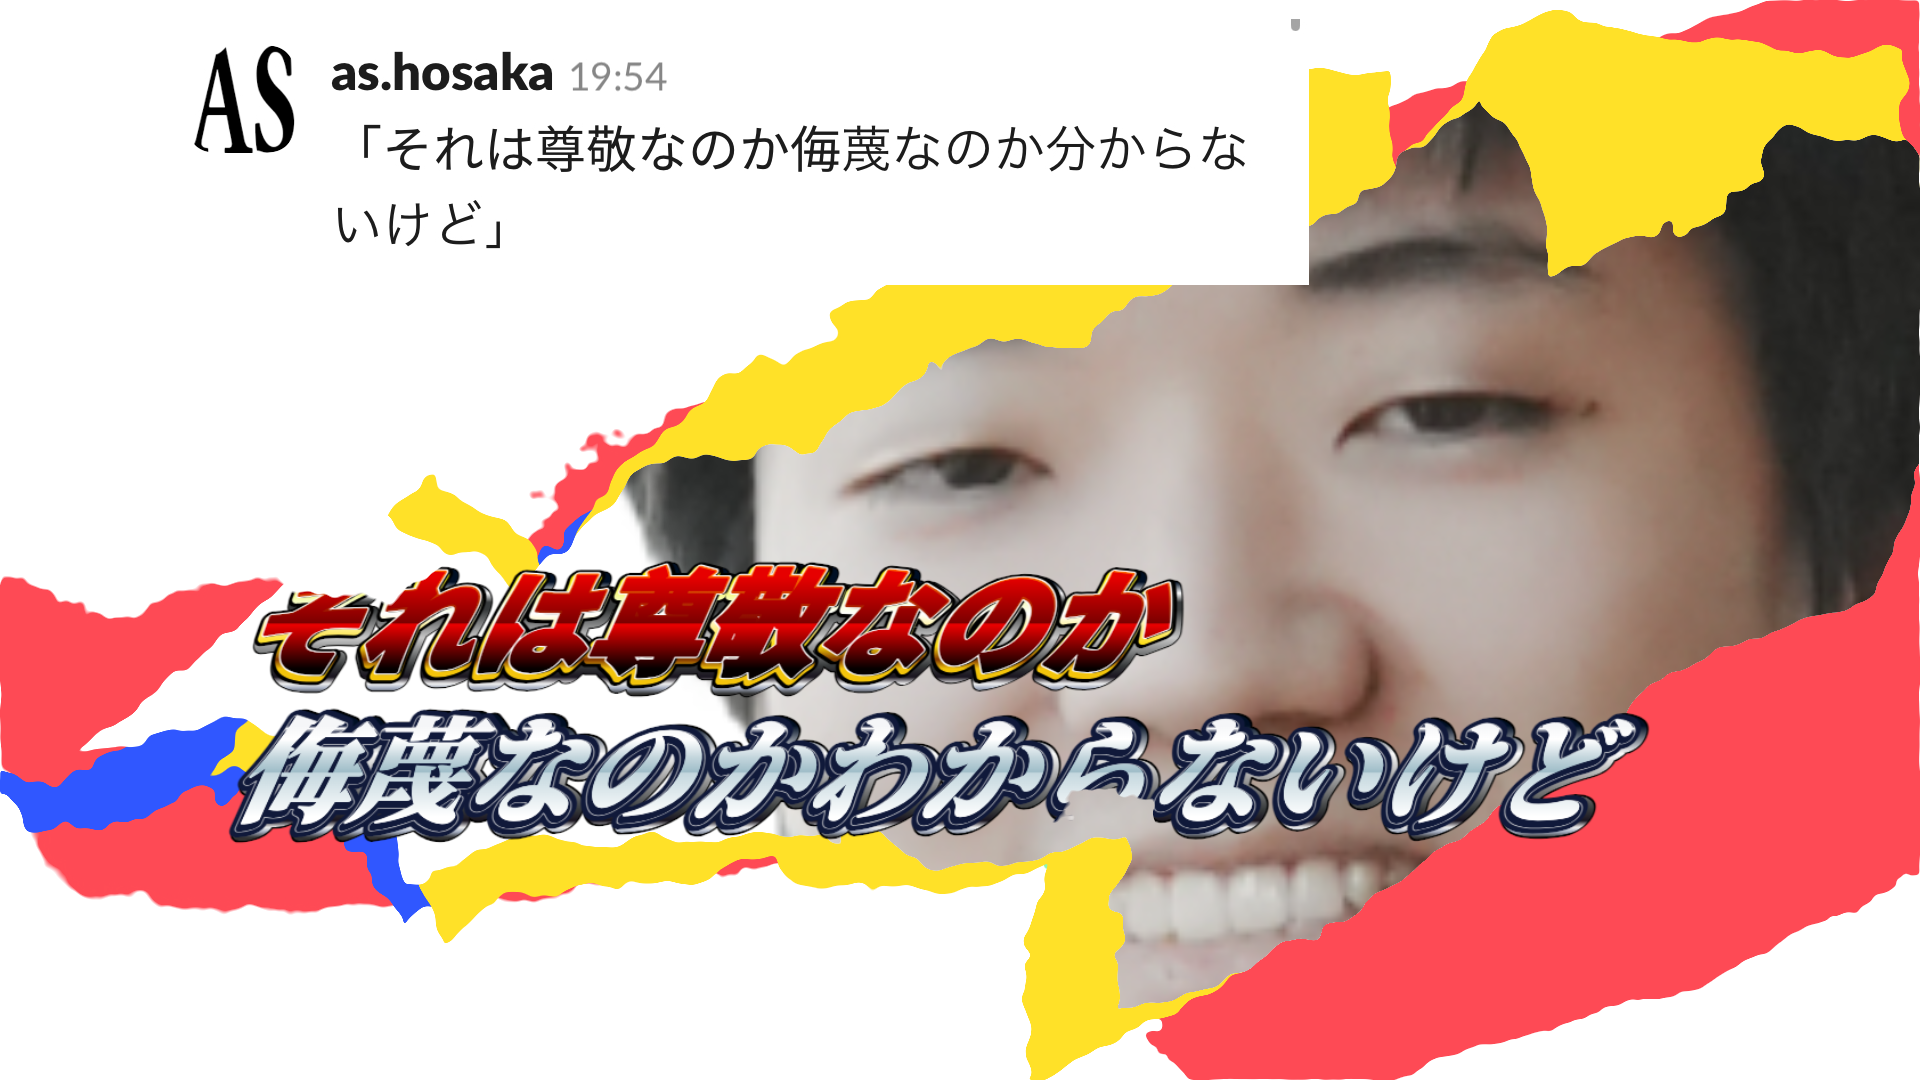 AS
as.hosaka 19:54
「それは尊敬なのか侮蔑なのか分からな
いけど」
それは尊敬なのか
侮蔑なのかわからないけど